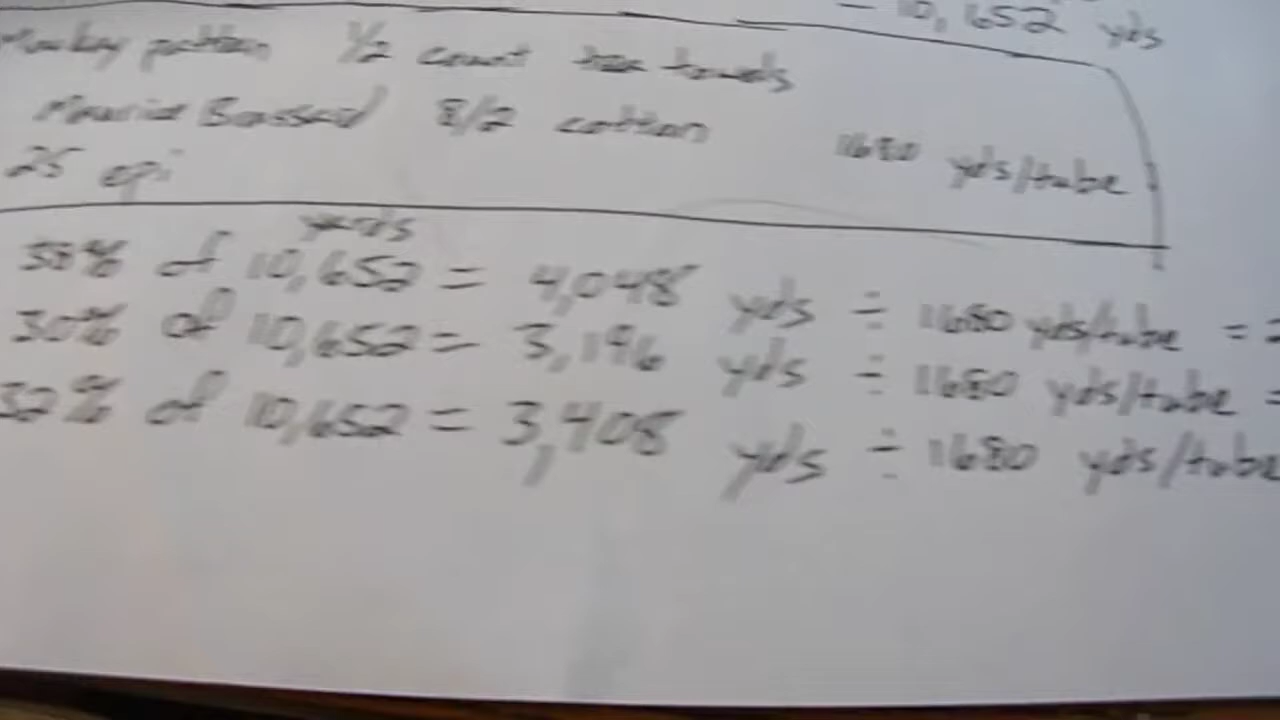 = 10,652 yds
pattern 1/2 count tea towels
Maurice Brassard 8/2 cotton 1680 yds/tube
25 epi
yards
38% of 10,652 = 4,048 yds ÷ 1680 yds/tube = 2
30% of 10,652 = 3,196 yds ÷ 1680 yds/tube =
32% of 10,652 = 3,408 yds ÷ 1680 yds/tube